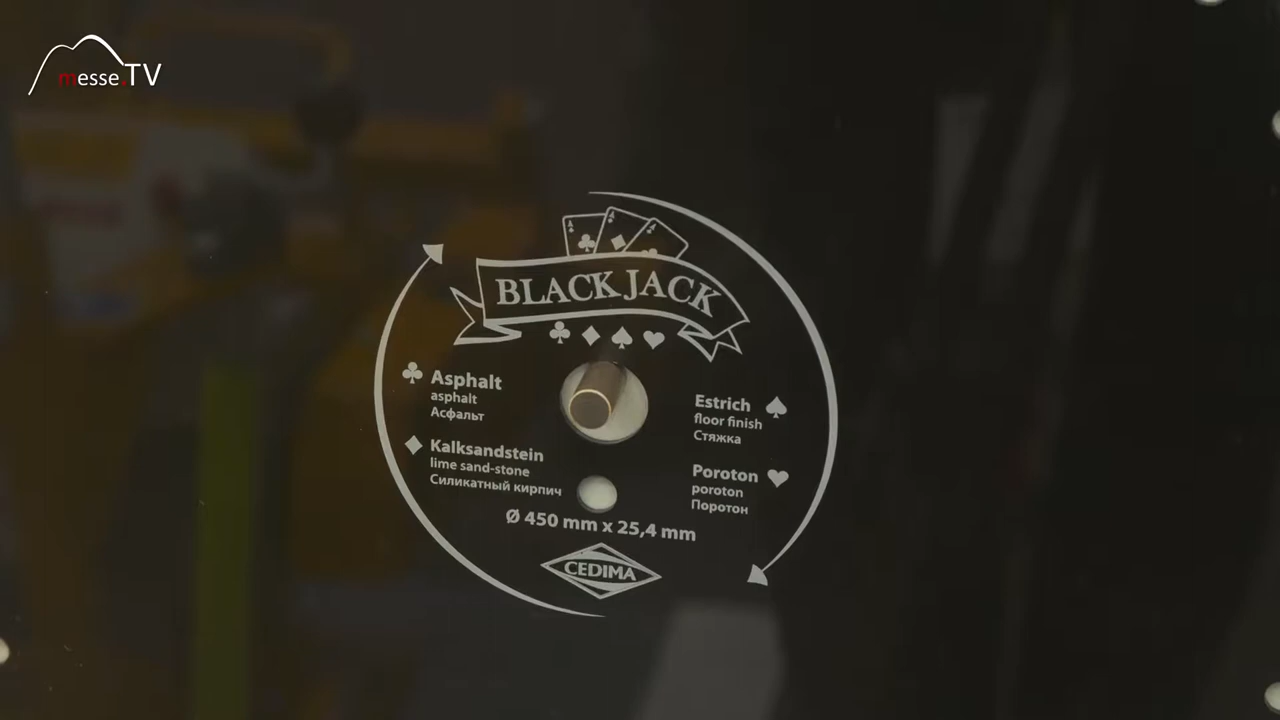 messe.TV
BLACK JACK
Asphalt
asphalt
Асфальт
Kalksandstein
lime sand-stone
Силикатный кирпич
Estrich
floor finish
Стяжка
Poroton
poroton
Поротон
Ø 450 mm x 25,4 mm
CEDIMA